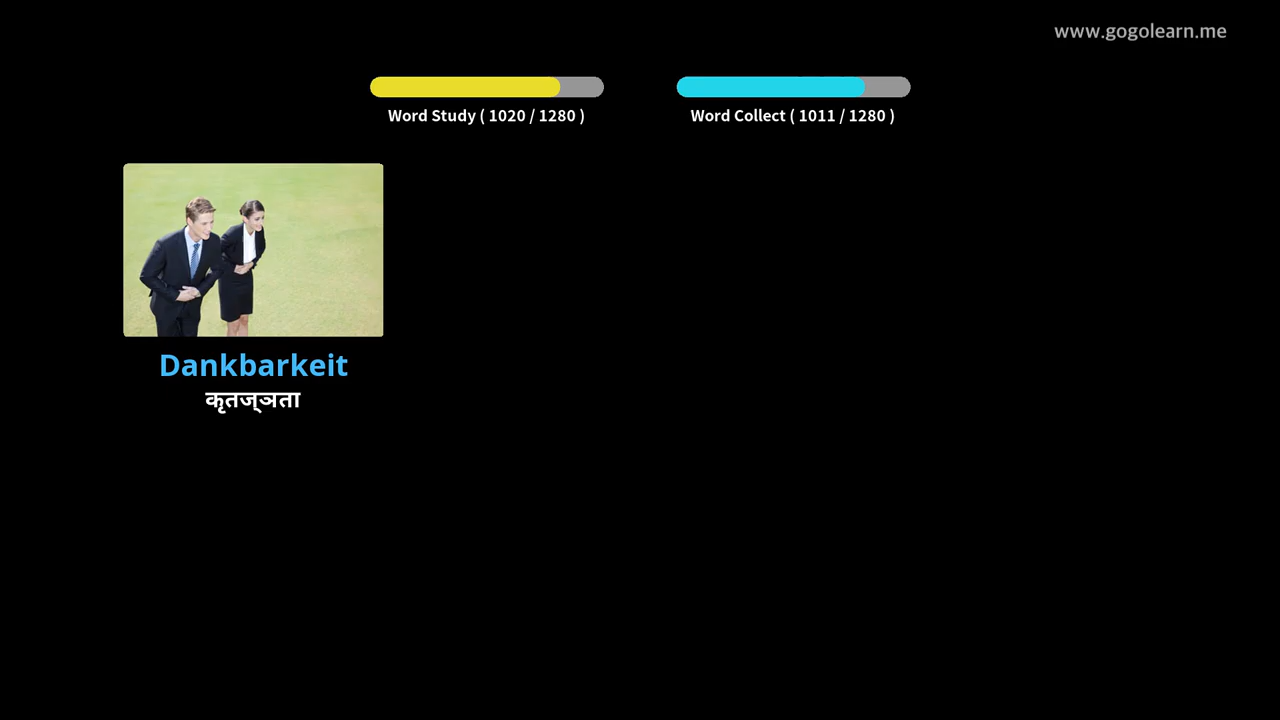 www.gogolearn.me
Word Study ( 1020 / 1280 )
Word Collect ( 1011 / 1280 )
Dankbarkeit
कृतज्ञता